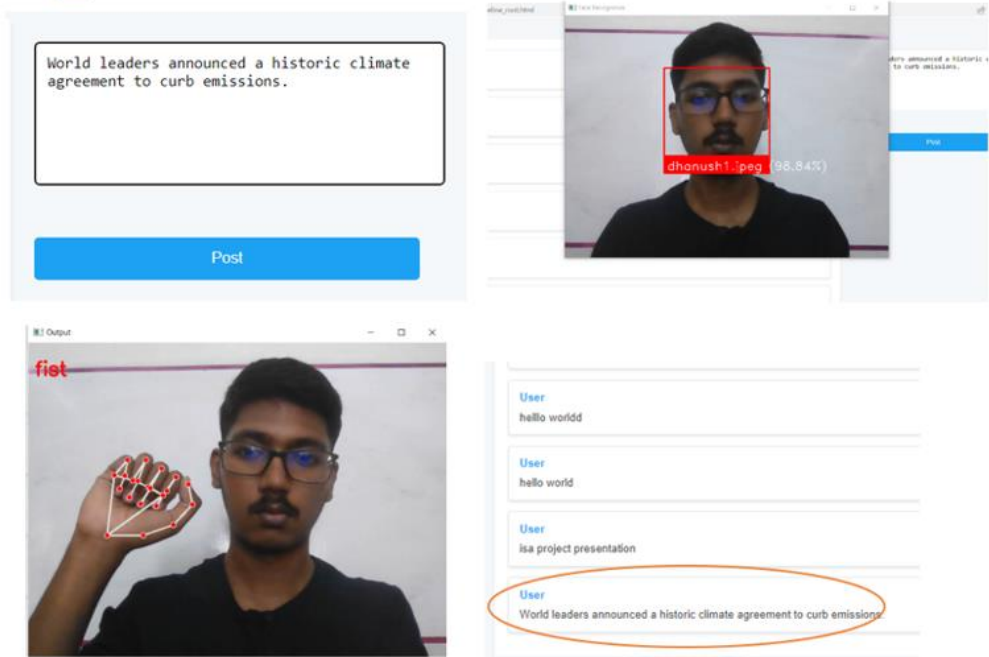 World leaders announced a historic climate
agreement to curb emissions.
Post
Face Recognition
dhanush1.jpeg (98.84%)
Post
Output
fist
User
helllo worldd
User
hello world
User
isa project presentation
User
World leaders announced a historic climate agreement to curb emissions.